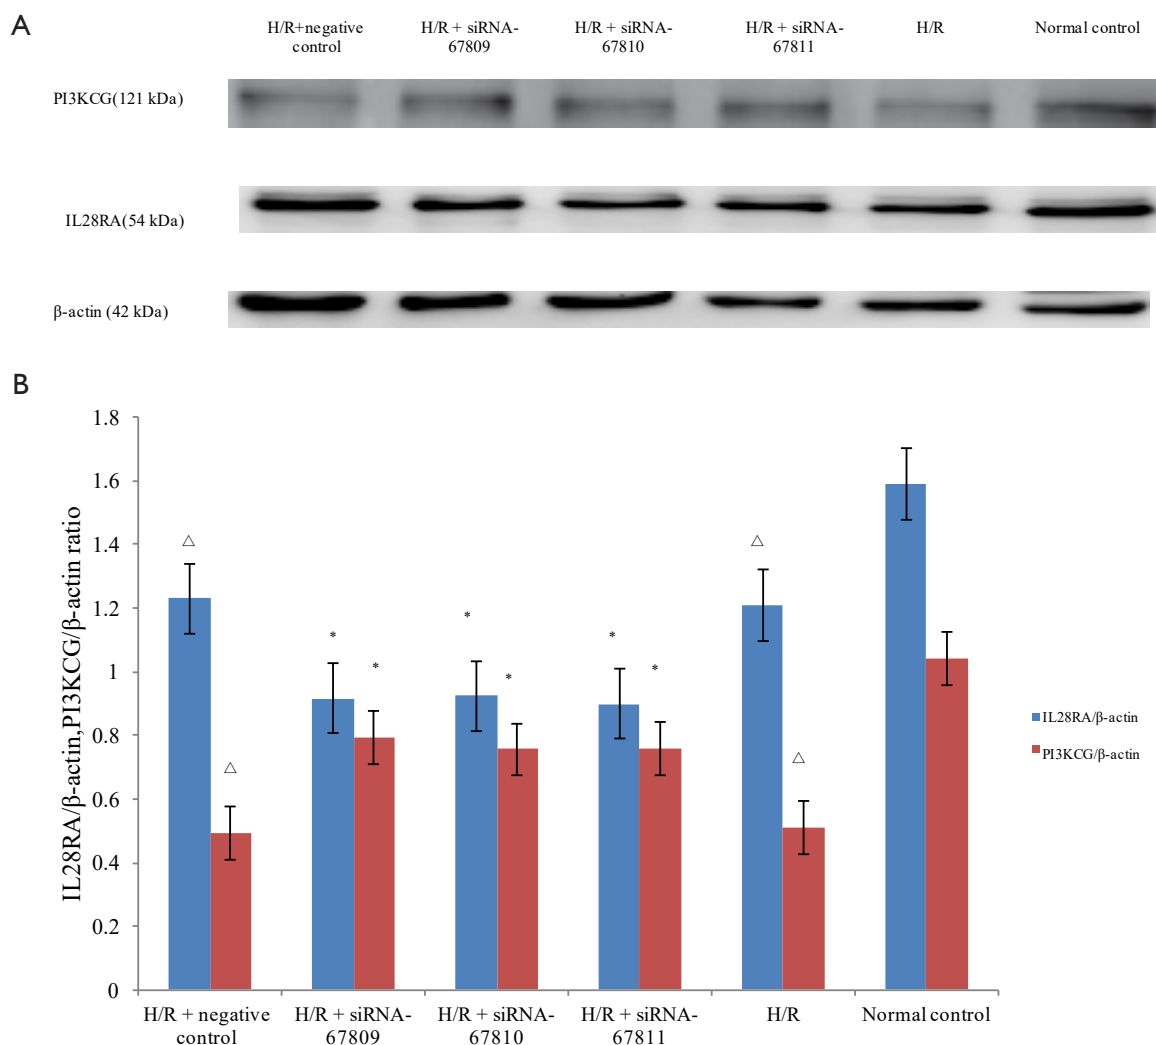 A
H/R+negative
control
H/R + siRNA-
67809
H/R + siRNA-
67810
H/R + siRNA-
67811
H/R
Normal control
PI3KCG(121 kDa)
IL28RA(54 kDa)
β-actin (42 kDa)
B
IL28RA/β-actin,PI3KCG/β-actin ratio
1.8
1.6
1.4
1.2
1
0.8
0.6
0.4
0.2
0
△
△
*
*
*
*
*
*
△
△
IL28RA/β-actin
PI3KCG/β-actin
H/R + negative
control
H/R + siRNA-
67809
H/R + siRNA-
67810
H/R + siRNA-
67811
H/R
Normal control